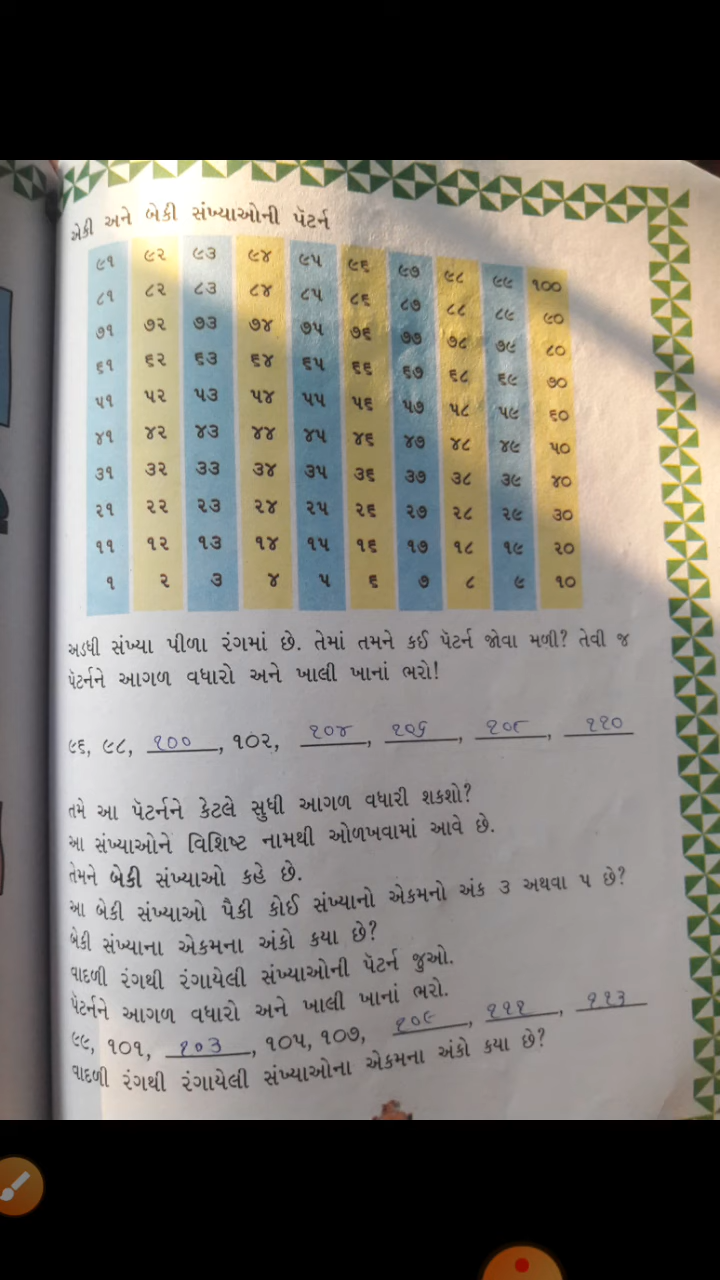 એકી અને બેકી સંખ્યાઓની પૅટર્ન
૯૧ ૯૨ ૯૩ ૯૪ ૯૫ ૯૬ ૯૭ ૯૮ ૯૯ ૧૦૦
૮૧ ૮૨ ૮૩ ૮૪ ૮૫ ૮૬ ૮૭ ૮૮ ૮૯ ૯૦
૭૧ ૭૨ ૭૩ ૭૪ ૭૫ ૭૬ ૭૭ ૭૮ ૭૯ ૮૦
૬૧ ૬૨ ૬૩ ૬૪ ૬૫ ૬૬ ૬૭ ૬૮ ૬૯ ૭૦
૫૧ ૫૨ ૫૩ ૫૪ ૫૫ ૫૬ ૫૭ ૫૮ ૫૯ ૬૦
૪૧ ૪૨ ૪૩ ૪૪ ૪૫ ૪૬ ૪૭ ૪૮ ૪૯ ૫૦
૩૧ ૩૨ ૩૩ ૩૪ ૩૫ ૩૬ ૩૭ ૩૮ ૩૯ ૪૦
૨૧ ૨૨ ૨૩ ૨૪ ૨૫ ૨૬ ૨૭ ૨૮ ૨૯ ૩૦
૧૧ ૧૨ ૧૩ ૧૪ ૧૫ ૧૬ ૧૭ ૧૮ ૧૯ ૨૦
૧ ૨ ૩ ૪ ૫ ૬ ૭ ૮ ૯ ૧૦
અડધી સંખ્યા પીળા રંગમાં છે. તેમાં તમને કઈ પૅટર્ન જોવા મળી? તેવી જ
પૅટર્નને આગળ વધારો અને ખાલી ખાનાં ભરો!
૯૬, ૯૮, ૧૦૦, ૧૦૨, ૧૦૪, ૧૦૬, ૧૦૮, ૧૧૦
તમે આ પૅટર્નને કેટલે સુધી આગળ વધારી શકશો?
આ સંખ્યાઓને વિશિષ્ટ નામથી ઓળખવામાં આવે છે.
તેમને બેકી સંખ્યાઓ કહે છે.
આ બેકી સંખ્યાઓ પૈકી કોઈ સંખ્યાનો એકમનો અંક ૩ અથવા ૫ છે?
બેકી સંખ્યાના એકમના અંકો કયા છે?
વાદળી રંગથી રંગાયેલી સંખ્યાઓની પૅટર્ન જુઓ.
પૅટર્નને આગળ વધારો અને ખાલી ખાનાં ભરો.
૯૯, ૧૦૧, ૧૦૩, ૧૦૫, ૧૦૭, ૧૦૯, ૧૧૧, ૧૧૩
વાદળી રંગથી રંગાયેલી સંખ્યાઓના એકમના અંકો કયા છે?